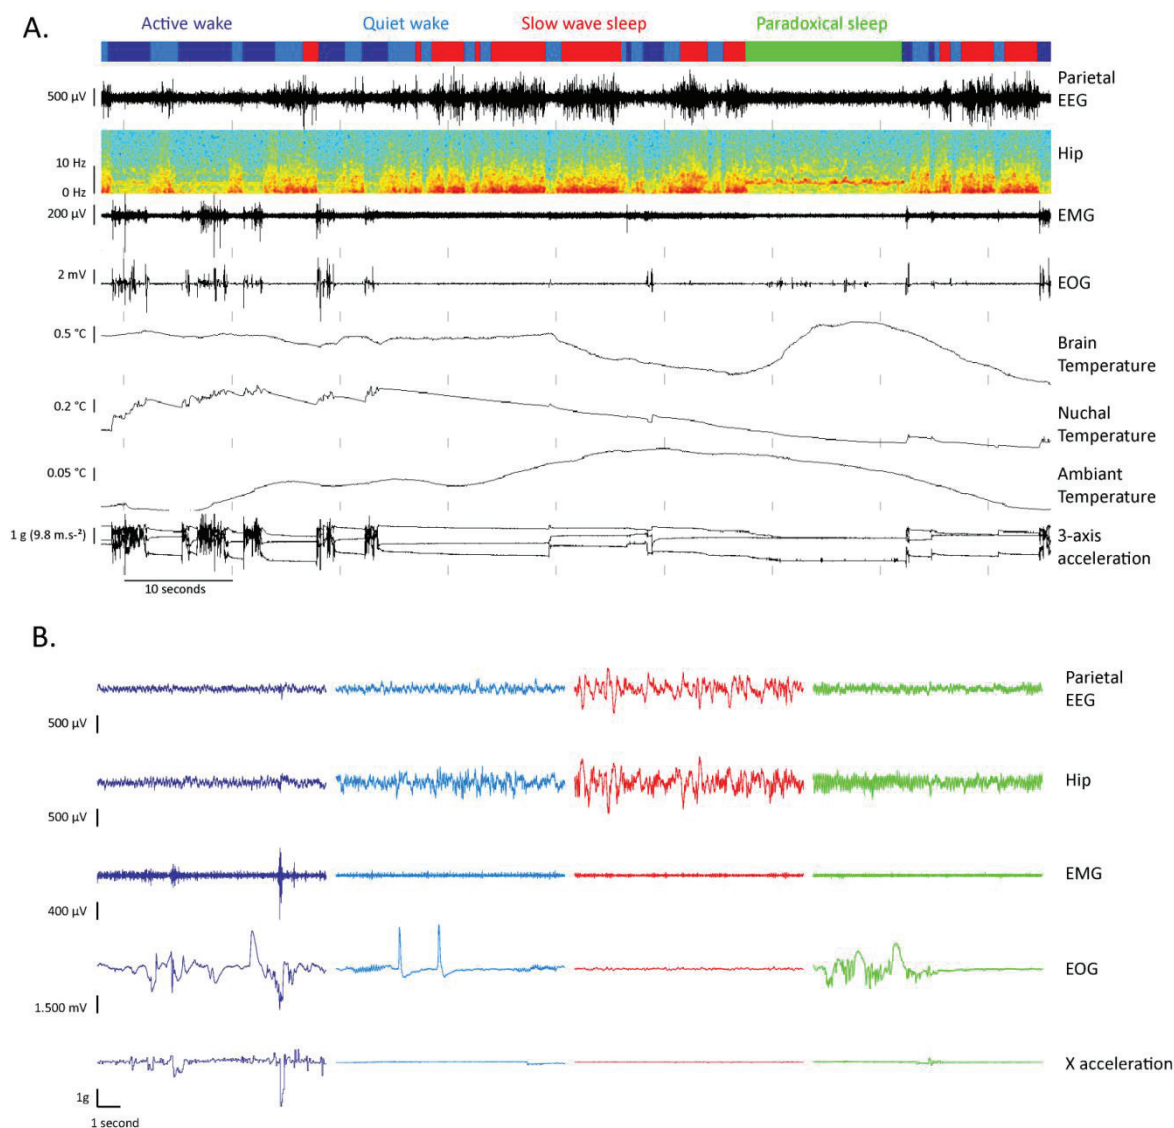 A.
Active wake
Quiet wake
Slow wave sleep
Paradoxical sleep
500 µV
Parietal
EEG
10 Hz
0 Hz
Hip
200 µV
EMG
2 mV
EOG
0.5 °C
Brain
Temperature
0.2 °C
Nuchal
Temperature
0.05 °C
Ambiant
Temperature
1 g (9.8 m.s-²)
3-axis
acceleration
10 seconds
B.
Parietal
EEG
500 µV
Hip
500 µV
EMG
400 µV
EOG
1.500 mV
X acceleration
1g
1 second